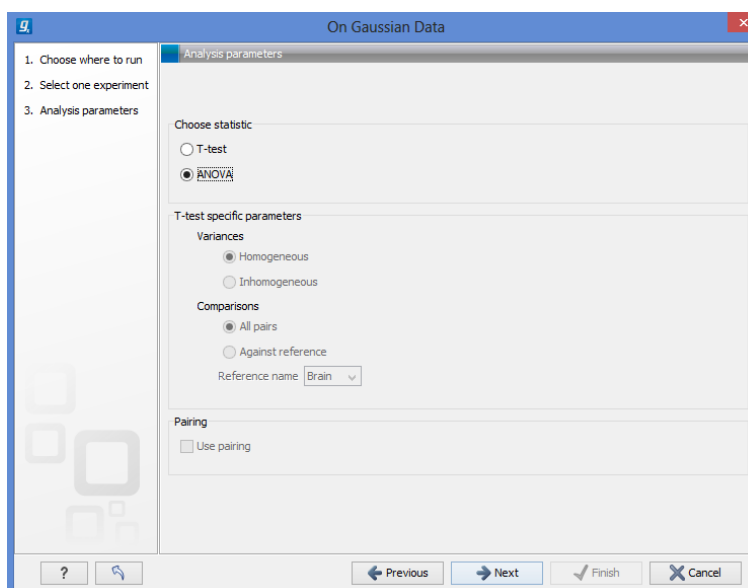 g
On Gaussian Data
1. Choose where to run
2. Select one experiment
3. Analysis parameters
Analysis parameters
Choose statistic
T-test
ANOVA
T-test specific parameters
Variances
Homogeneous
Inhomogeneous
Comparisons
All pairs
Against reference
Reference name Brain
Pairing
Use pairing
? Previous Next Finish Cancel